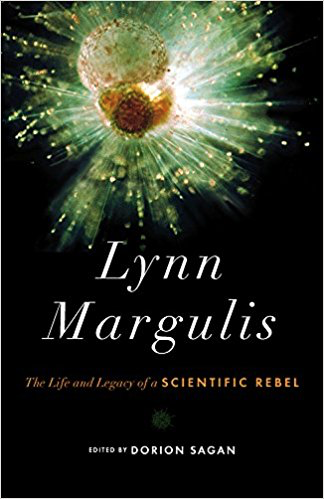 Lynn
Margulis
The Life and Legacy of a SCIENTIFIC REBEL
EDITED BY DORION SAGAN